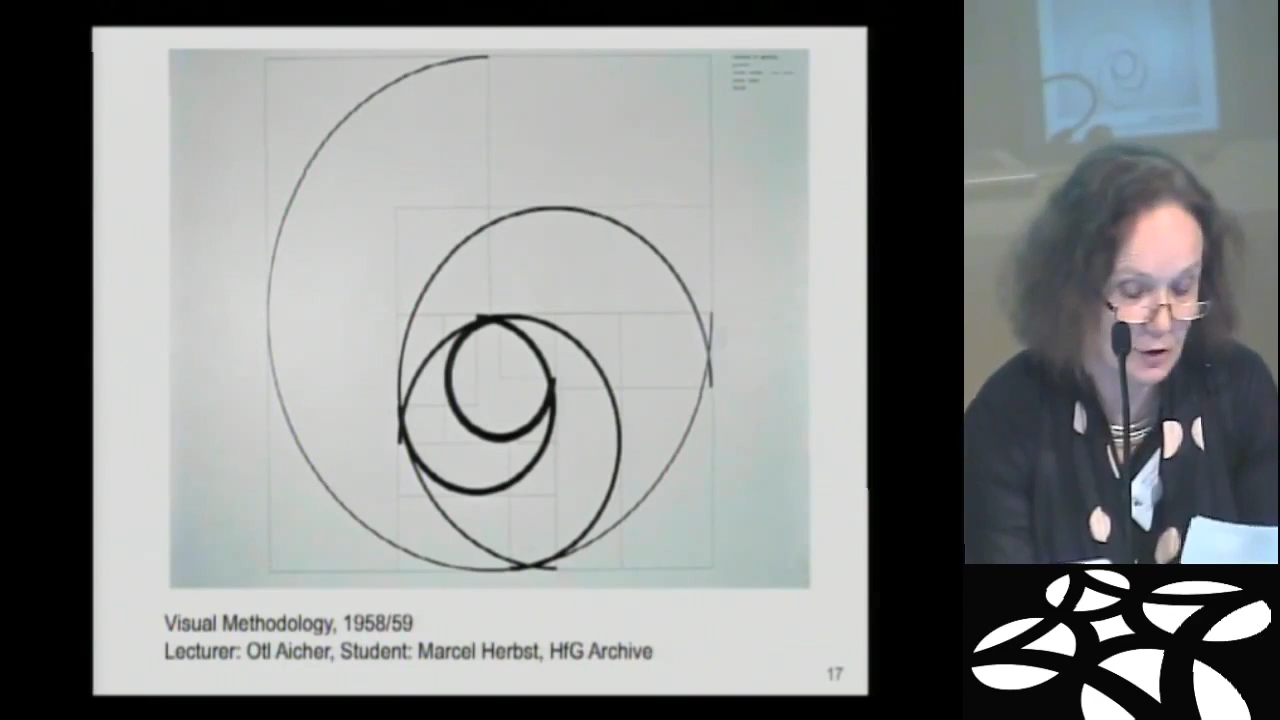 Visual Methodology, 1958/59
Lecturer: Otl Aicher, Student: Marcel Herbst, HfG Archive
17